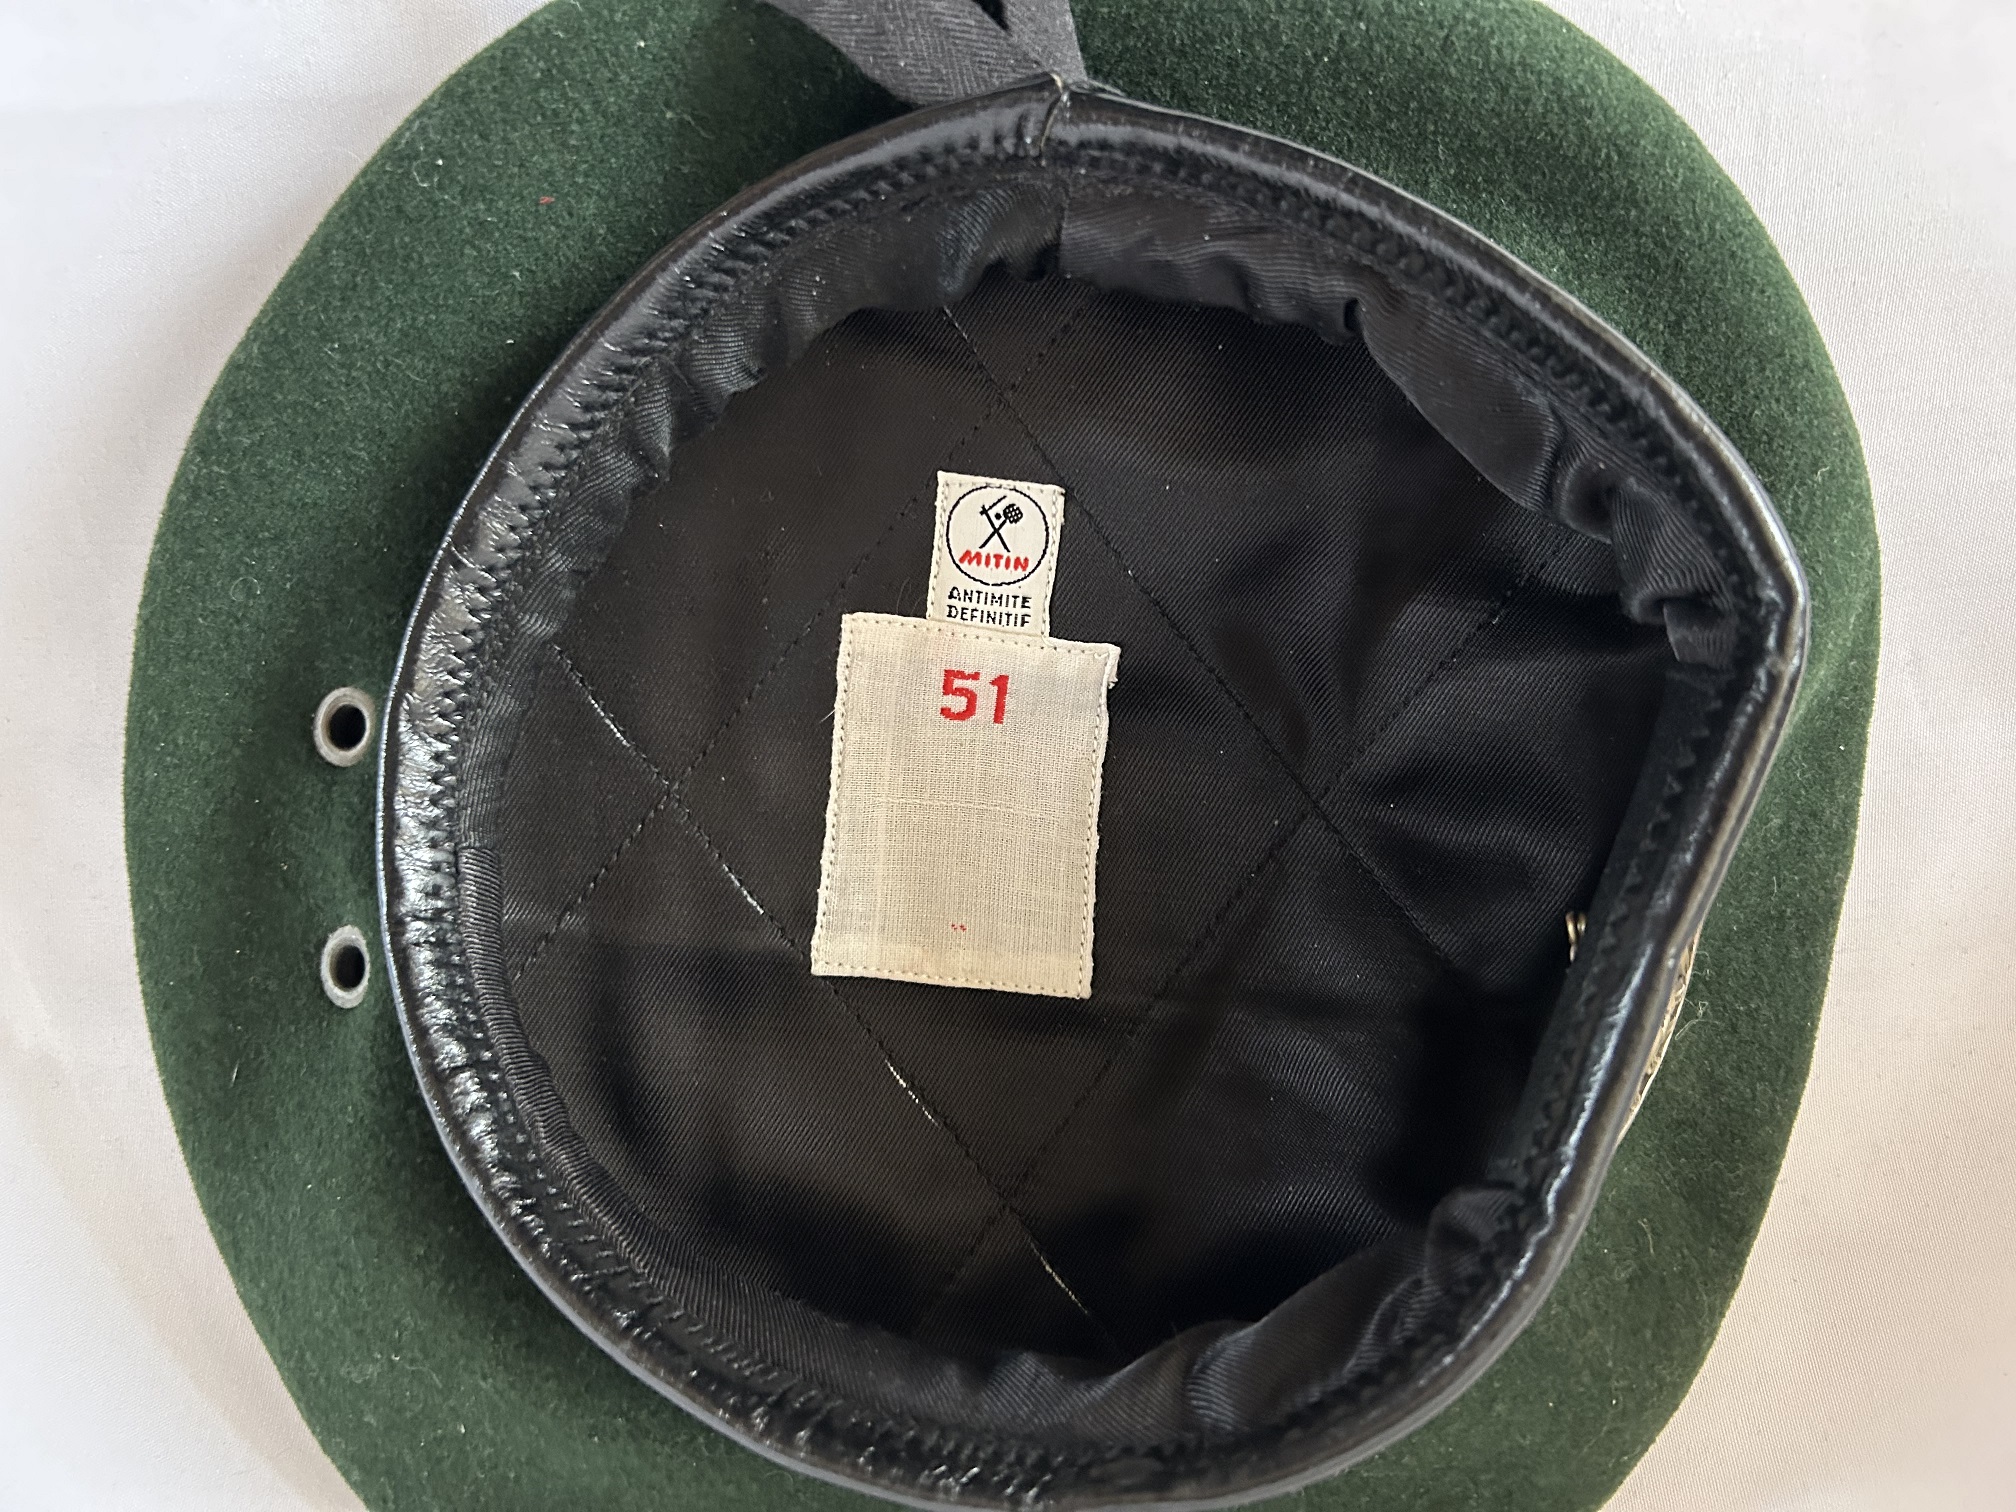 MITIN
ANTIMITE
DEFINITIF
51